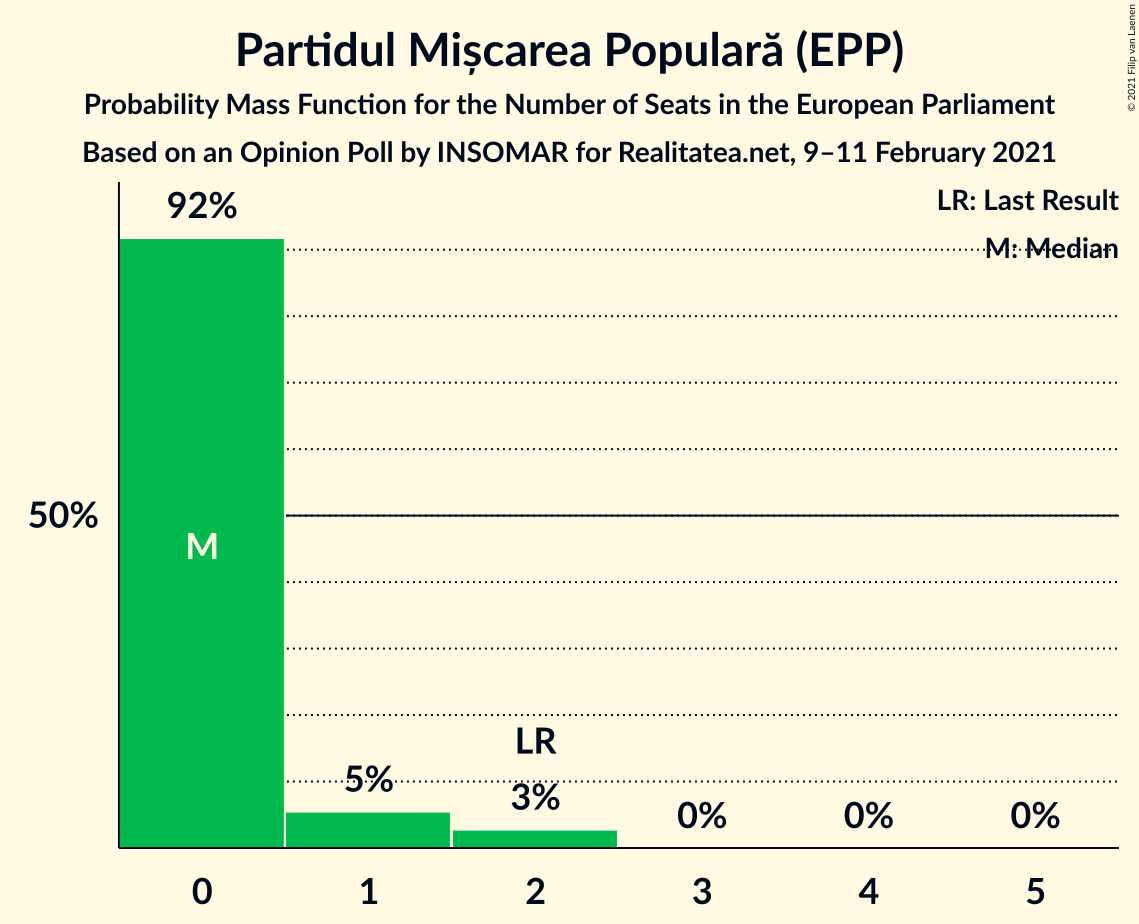 Partidul Mișcarea Populară (EPP)
Probability Mass Function for the Number of Seats in the European Parliament
Based on an Opinion Poll by INSOMAR for Realitatea.net, 9–11 February 2021
© 2021 Filip van Laenen
LR: Last Result
M: Median
92%
50%
M
LR
5%
3%
0%
0%
0%
0
1
2
3
4
5